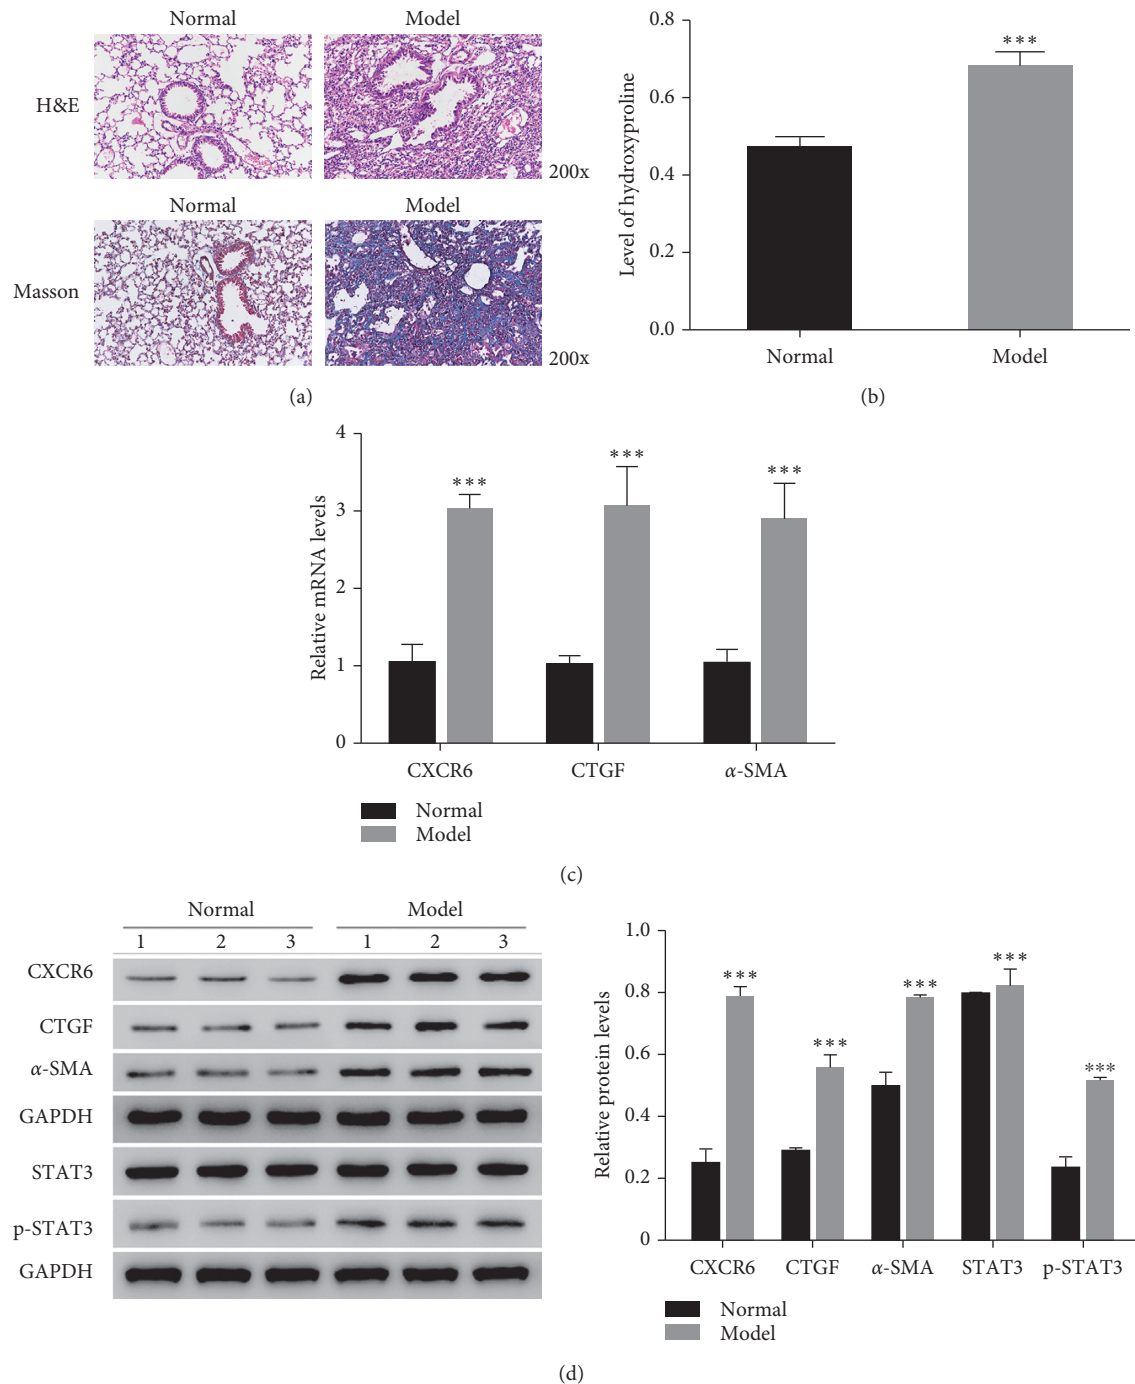 Normal Model
H&E
200x
Normal Model
Masson
200x
(a)
Level of hydroxyproline
0.8
0.6
0.4
0.2
0.0
***
Normal Model
(b)
Relative mRNA levels
4
3
2
1
0
*** *** ***
CXCR6 CTGF α-SMA
Normal
Model
(c)
Normal Model
1 2 3 1 2 3
CXCR6
CTGF
α-SMA
GAPDH
STAT3
p-STAT3
GAPDH
Relative protein levels
1.0
0.8
0.6
0.4
0.2
0
*** *** *** *** ***
CXCR6 CTGF α-SMA STAT3 p-STAT3
Normal
Model
(d)